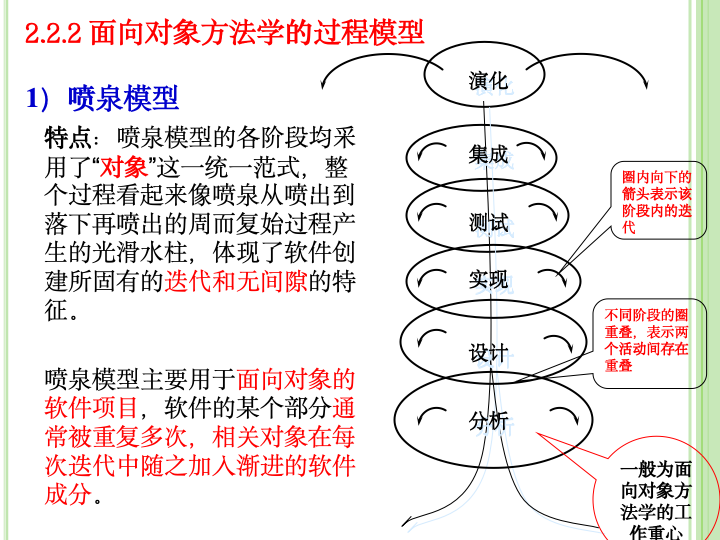 2.2.2 面向对象方法学的过程模型
1）喷泉模型
特点：喷泉模型的各阶段均采
用了“对象”这一统一范式，整
个过程看起来像喷泉从喷出到
落下再喷出的周而复始过程产
生的光滑水柱，体现了软件创
建所固有的迭代和无间隙的特
征。
喷泉模型主要用于面向对象的
软件项目，软件的某个部分通
常被重复多次，相关对象在每
次迭代中随之加入渐进的软件
成分。
演化
集成
测试
实现
设计
分析
圈内向下的
箭头表示该
阶段内的迭
代
不同阶段的圈
重叠，表示两
个活动间存在
重叠
一般为面
向对象方
法学的工
作重心